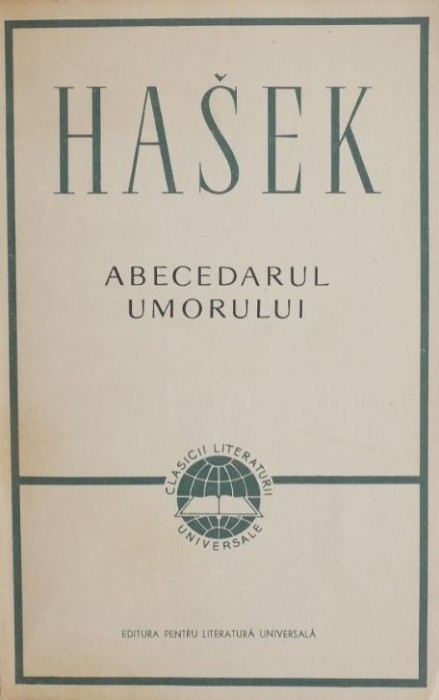 HAŠEK
ABECEDARUL
UMORULUI
CLASICII LITERATURII
UNIVERSALE
EDITURA PENTRU LITERATURĂ UNIVERSALĂ